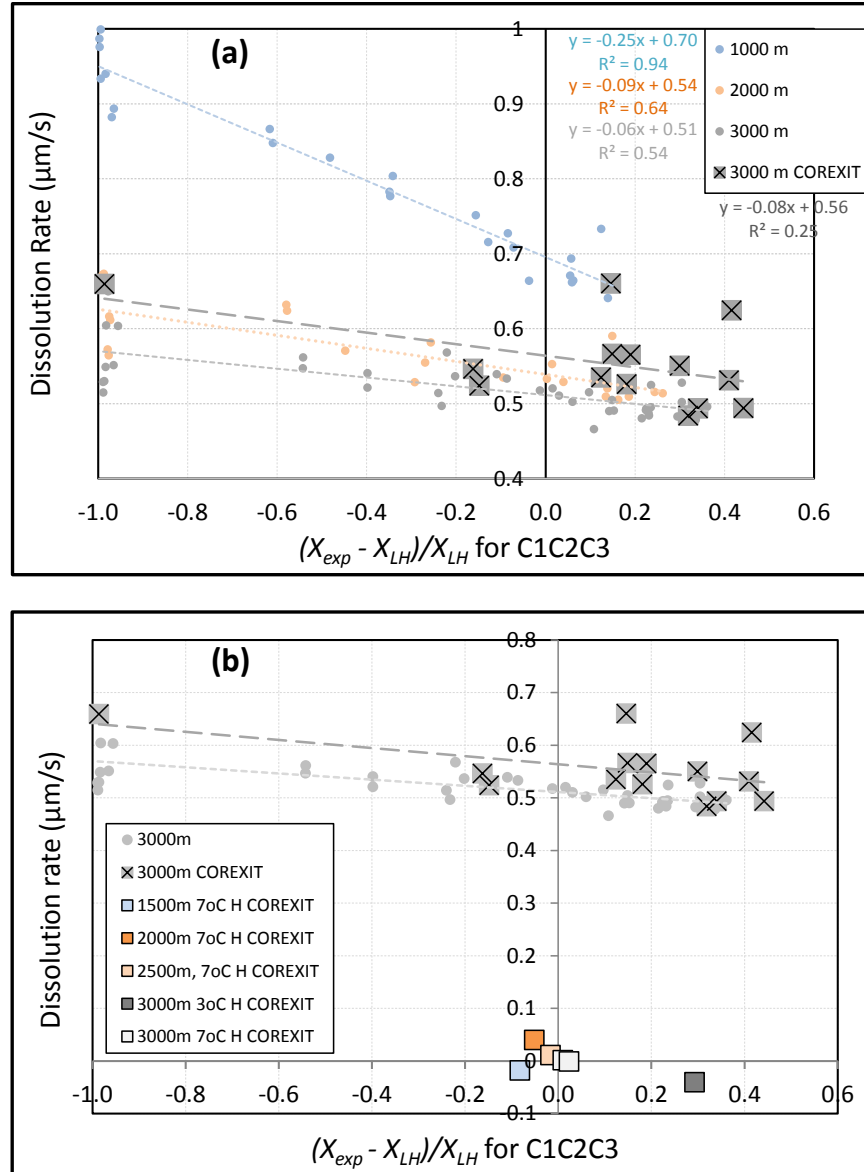 (a)
y = -0.25x + 0.70
R² = 0.94
y = -0.09x + 0.54
R² = 0.64
y = -0.06x + 0.51
R² = 0.54
y = -0.08x + 0.56
R² = 0.25
1000 m
2000 m
3000 m
3000 m COREXIT
1
0.9
0.8
0.7
0.6
0.5
0.4
Dissolution Rate (µm/s)
-1.0 -0.8 -0.6 -0.4 -0.2 0.0 0.2 0.4 0.6
(X_exp - X_LH)/X_LH for C1C2C3
(b)
0.8
0.7
0.6
0.5
0.4
0.3
0.2
0.1
0
-0.1
Dissolution rate (µm/s)
3000m
3000m COREXIT
1500m 7oC H COREXIT
2000m 7oC H COREXIT
2500m, 7oC H COREXIT
3000m 3oC H COREXIT
3000m 7oC H COREXIT
-1.0 -0.8 -0.6 -0.4 -0.2 0.0 0.2 0.4 0.6
(X_exp - X_LH)/X_LH for C1C2C3